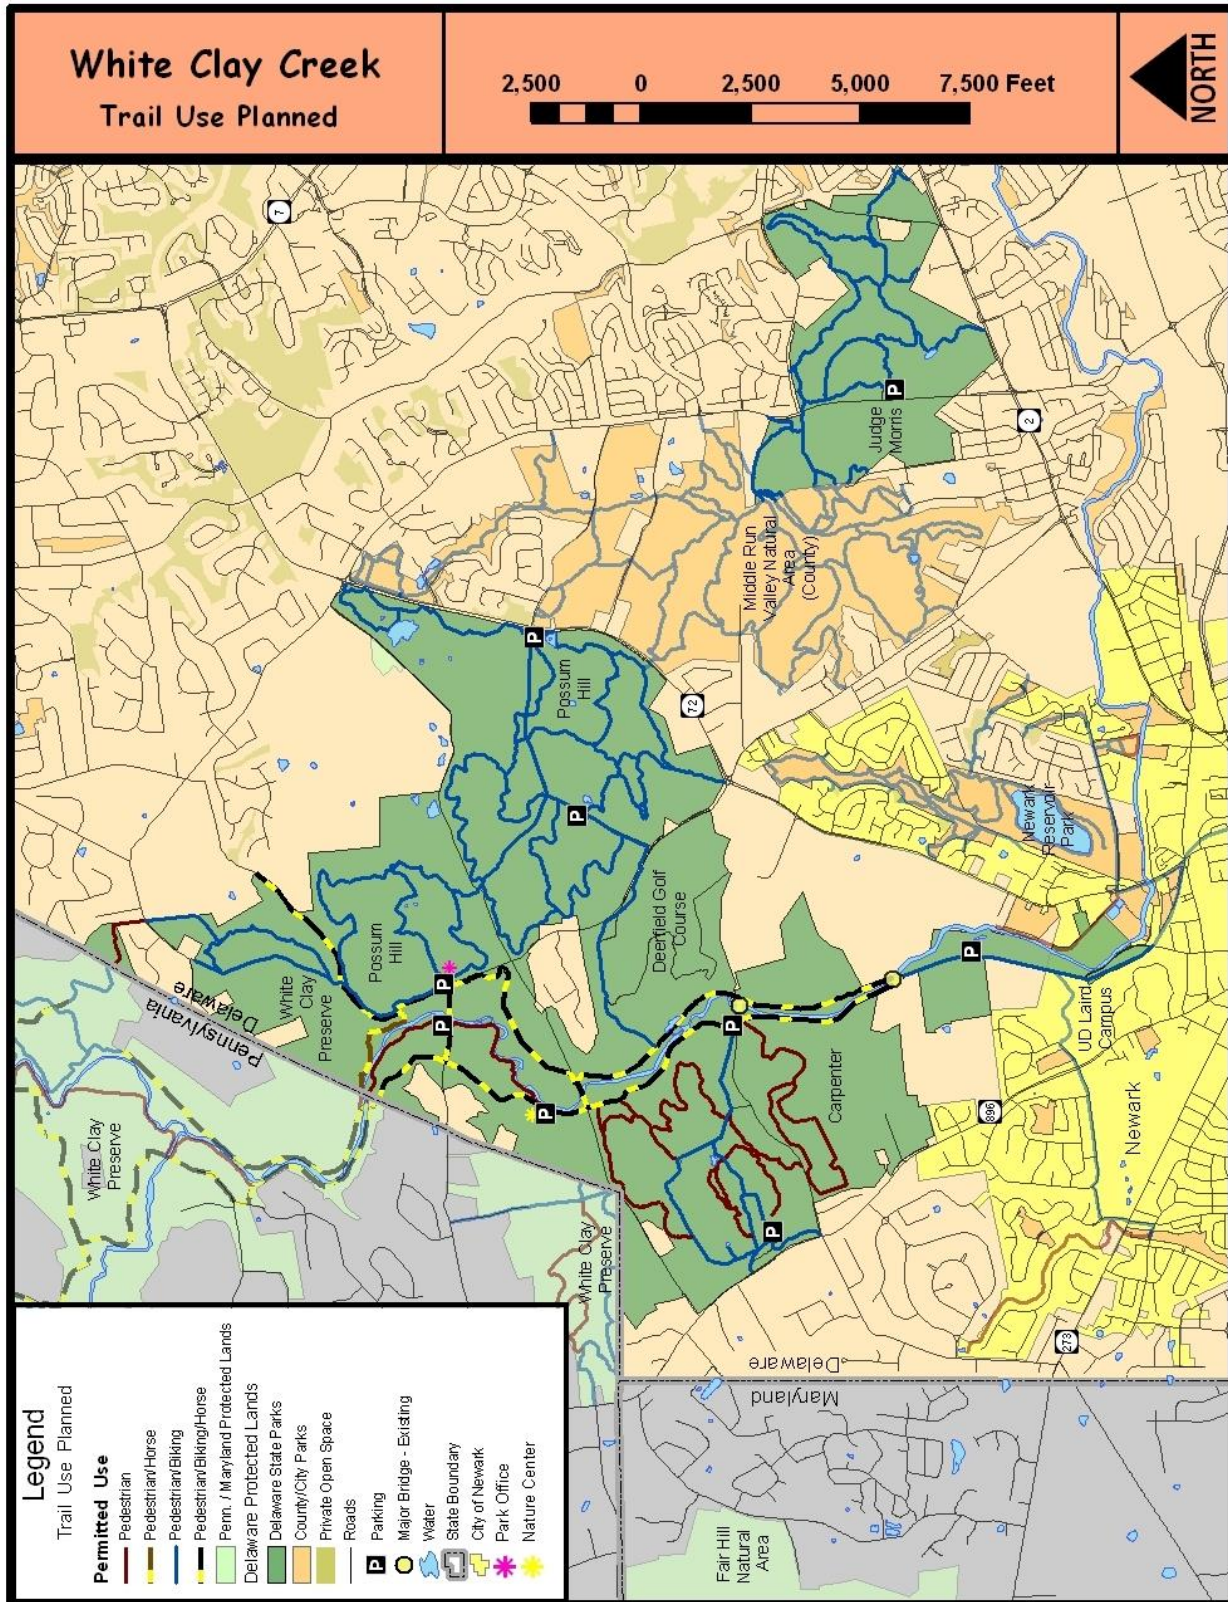 White Clay Creek
Trail Use Planned
2,500 0 2,500 5,000 7,500 Feet
NORTH
7
Pennsylvania
Delaware
White Clay
Preserve
White Clay
Preserve
Possum
Hill
Possum
Hill
72
Middle Run
Valley Natural
Area
(County)
Judge
Morris
2
Deerfield Golf
Course
Newark
Reservoir
Park
Carpenter
UD Laird
Campus
896
Newark
White Clay
Preserve
273
Delaware
Maryland
Fair Hill
Natural
Area
P
P
P
P
P
P
P
P
P
Legend
Trail Use Planned
Permitted Use
Pedestrian
Pedestrian/Horse
Pedestrian/Biking
Pedestrian/Biking/Horse
Penn. / Maryland Protected Lands
Delaware Protected Lands
Delaware State Parks
County/City Parks
Private Open Space
Roads
P Parking
Major Bridge - Existing
Water
State Boundary
City of Newark
Park Office
Nature Center